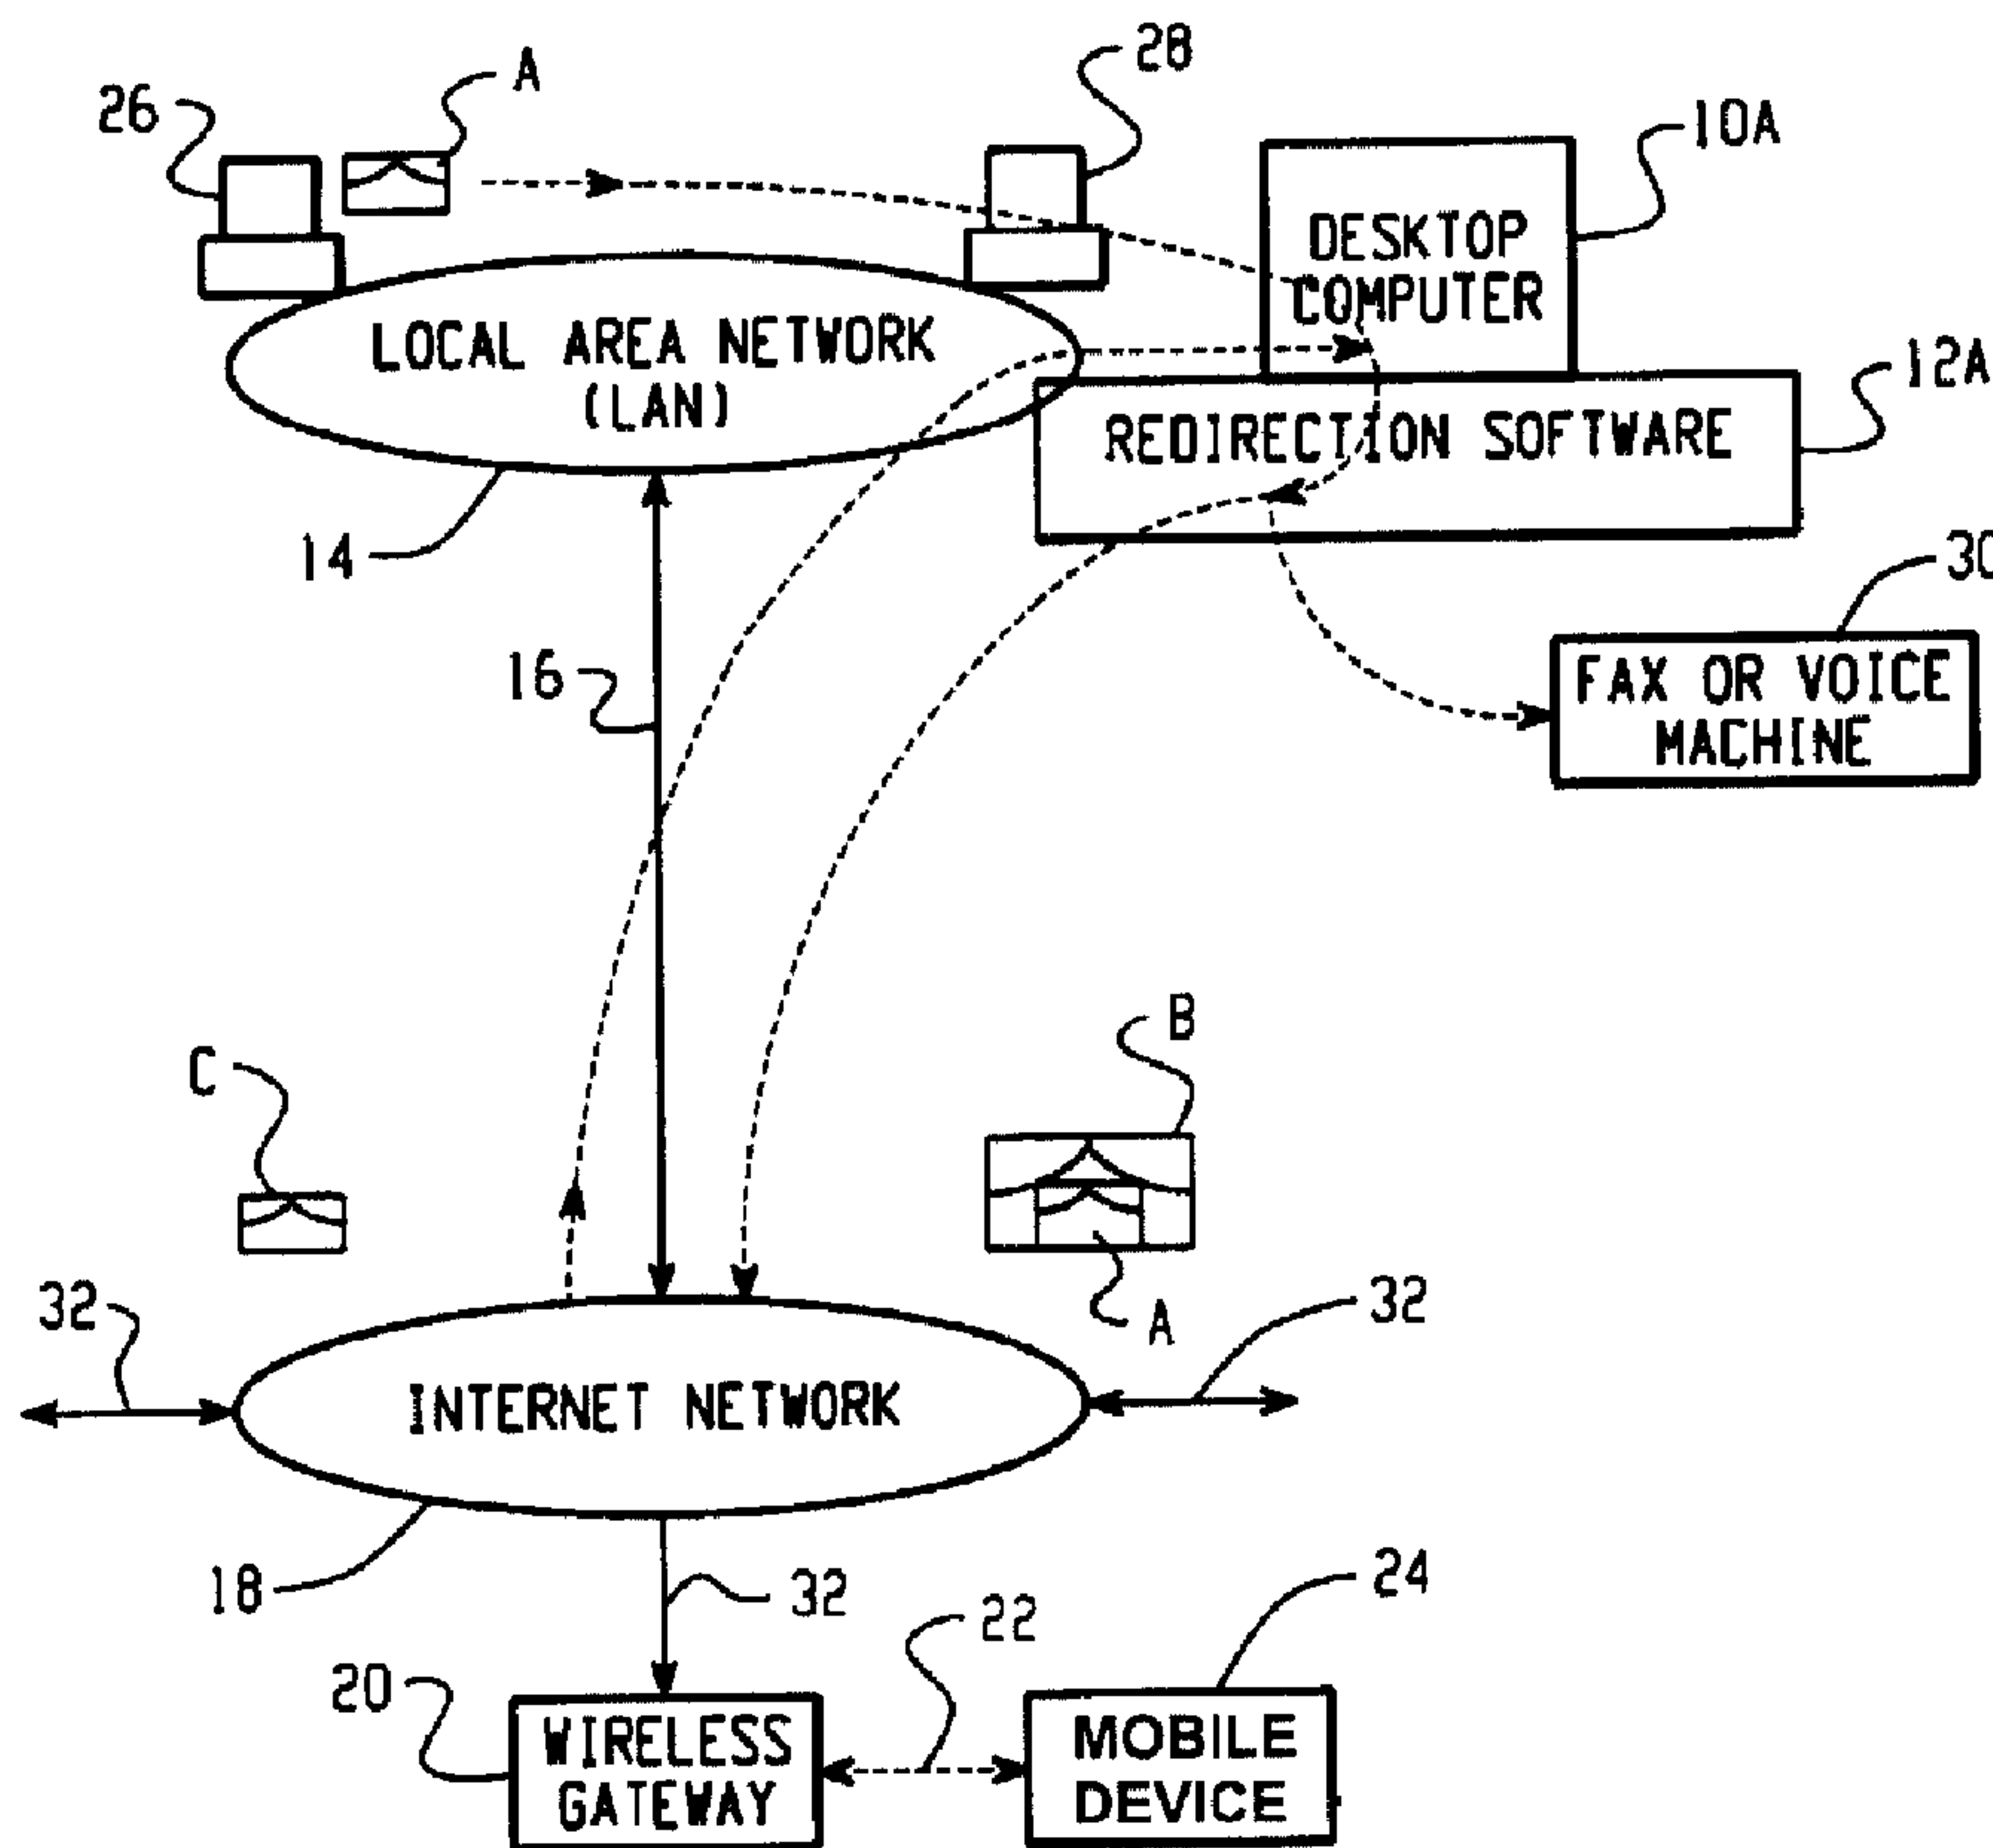 26
A
28
10A
DESKTOP
COMPUTER
LOCAL AREA NETWORK
(LAN)
12A
REDIRECTION SOFTWARE
14
30
16
FAX OR VOICE
MACHINE
B
C
32
A
32
INTERNET NETWORK
18
32
22
24
20
WIRELESS
GATEWAY
MOBILE
DEVICE